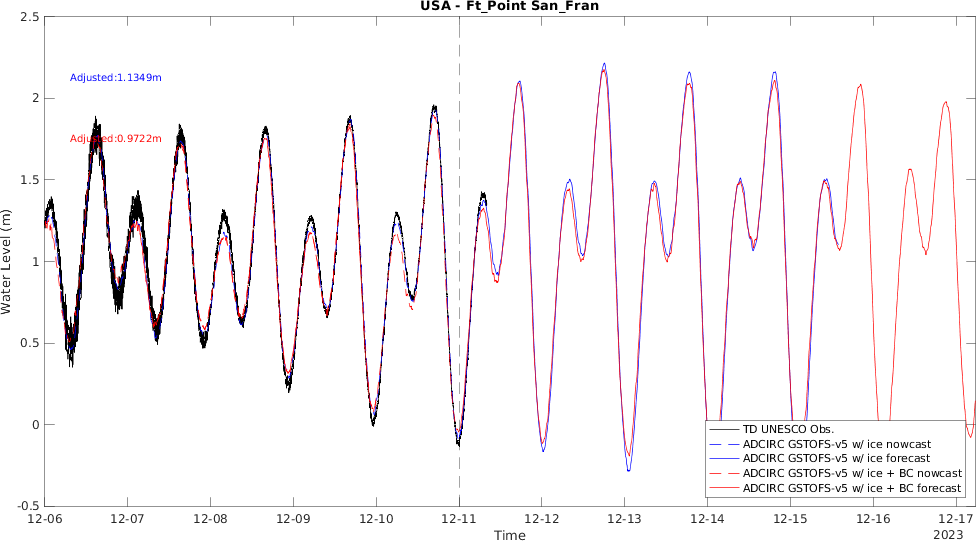 USA - Ft_Point San_Fran
2.5
2
1.5
1
0.5
0
-0.5
Water Level (m)
Adjusted:1.1349m
Adjusted:0.9722m
TD UNESCO Obs.
ADCIRC GSTOFS-v5 w/ ice nowcast
ADCIRC GSTOFS-v5 w/ ice forecast
ADCIRC GSTOFS-v5 w/ ice + BC nowcast
ADCIRC GSTOFS-v5 w/ ice + BC forecast
12-06 12-07 12-08 12-09 12-10 12-11 12-12 12-13 12-14 12-15 12-16 12-17
Time 2023